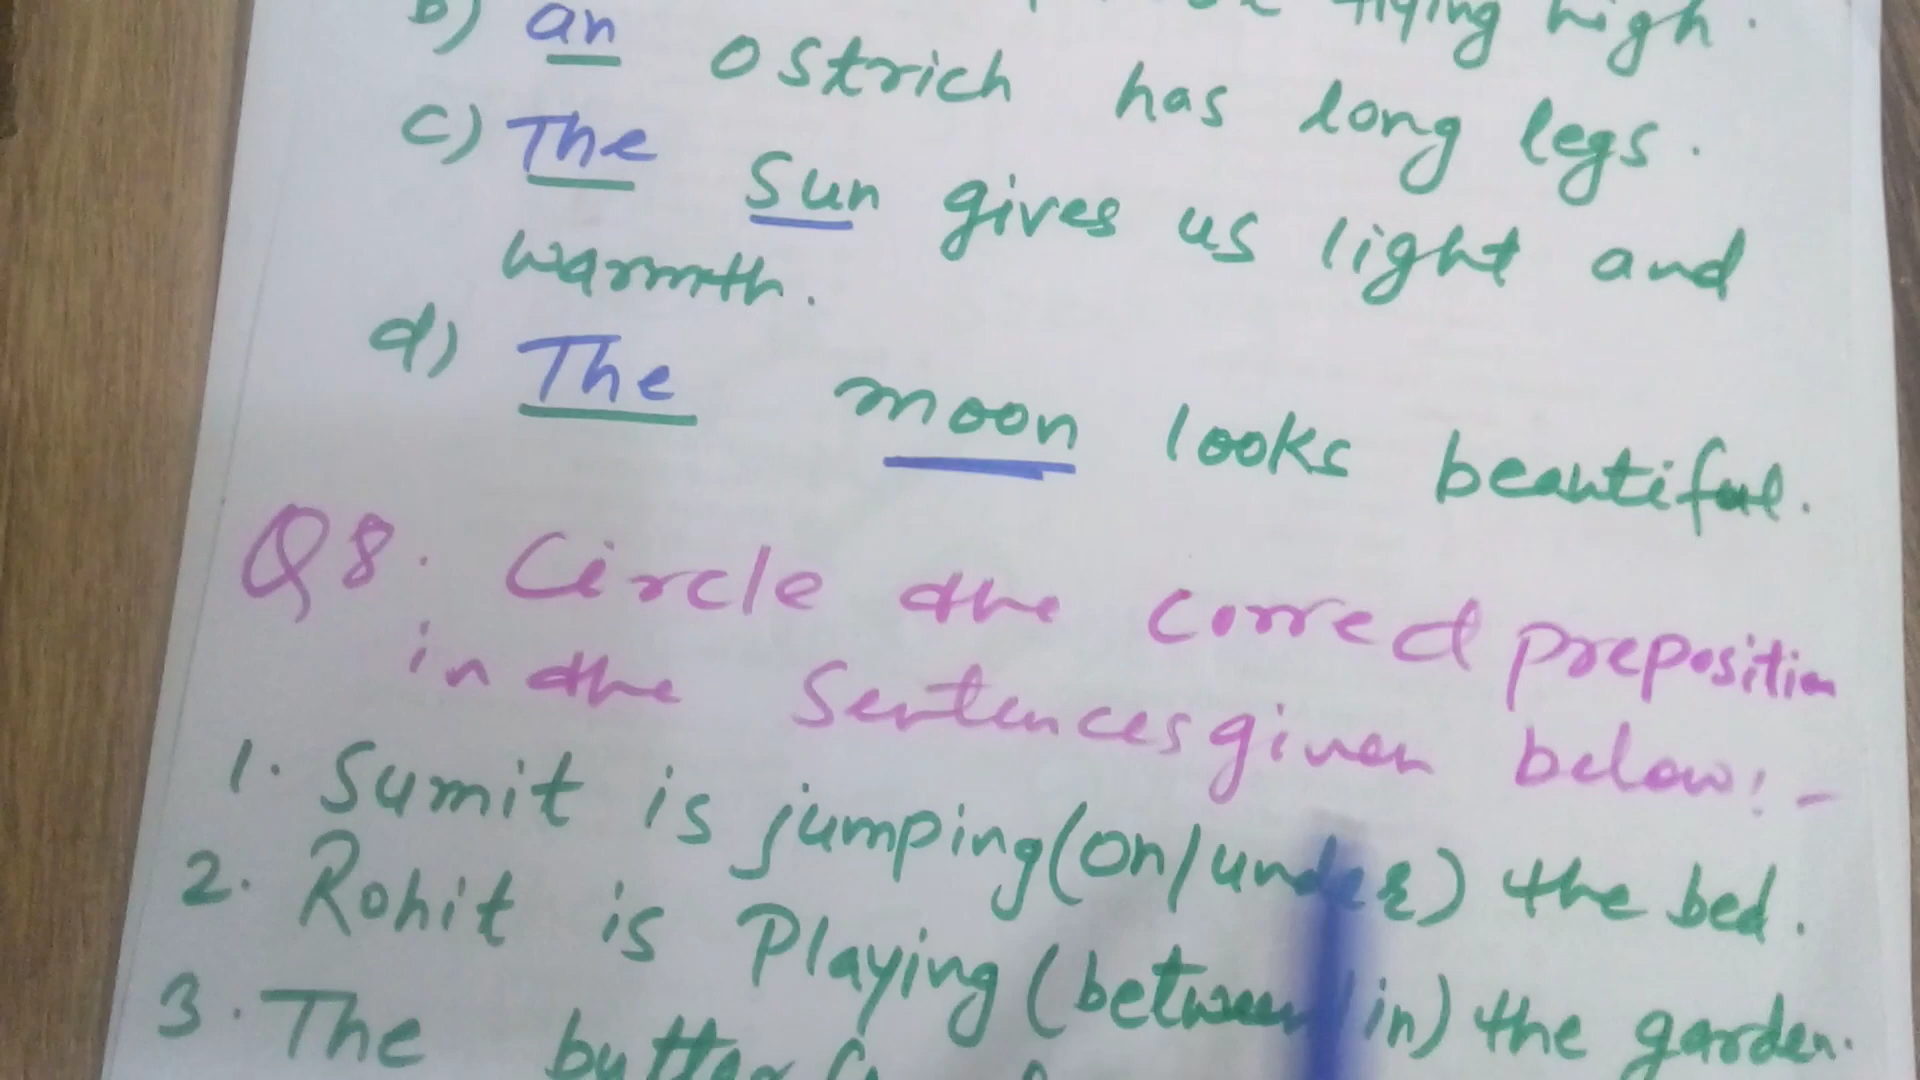 flying high.
b) an ostrich has long legs.
c) The Sun gives us light and
warmth.
d) The moon looks beautiful.
Q8. Circle the correct preposition
in the Sentences given below:-
1. Sumit is jumping (on/under) the bed.
2. Rohit is Playing (between/in) the garden.
3. The